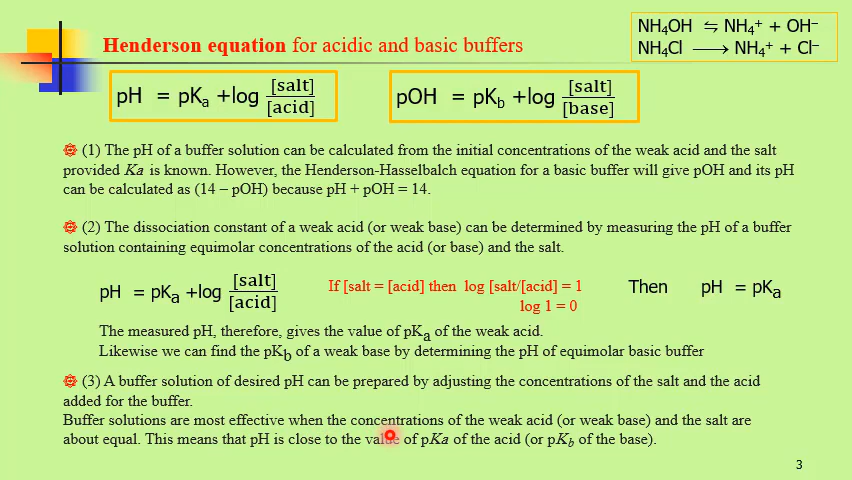 Henderson equation for acidic and basic buffers
NH₄OH ⇋ NH₄⁺ + OH⁻
NH₄Cl ⟶ NH₄⁺ + Cl⁻
pH = pKₐ +log [salt]/[acid]
pOH = pK_b +log [salt]/[base]
(1) The pH of a buffer solution can be calculated from the initial concentrations of the weak acid and the salt
provided Ka is known. However, the Henderson-Hasselbalch equation for a basic buffer will give pOH and its pH
can be calculated as (14 – pOH) because pH + pOH = 14.
(2) The dissociation constant of a weak acid (or weak base) can be determined by measuring the pH of a buffer
solution containing equimolar concentrations of the acid (or base) and the salt.
pH = pKₐ +log [salt]/[acid]
If [salt = [acid] then log [salt/[acid] = 1
log 1 = 0
Then pH = pKₐ
The measured pH, therefore, gives the value of pKₐ of the weak acid.
Likewise we can find the pK_b of a weak base by determining the pH of equimolar basic buffer
(3) A buffer solution of desired pH can be prepared by adjusting the concentrations of the salt and the acid
added for the buffer.
Buffer solutions are most effective when the concentrations of the weak acid (or weak base) and the salt are
about equal. This means that pH is close to the value of pKa of the acid (or pK_b of the base).
3